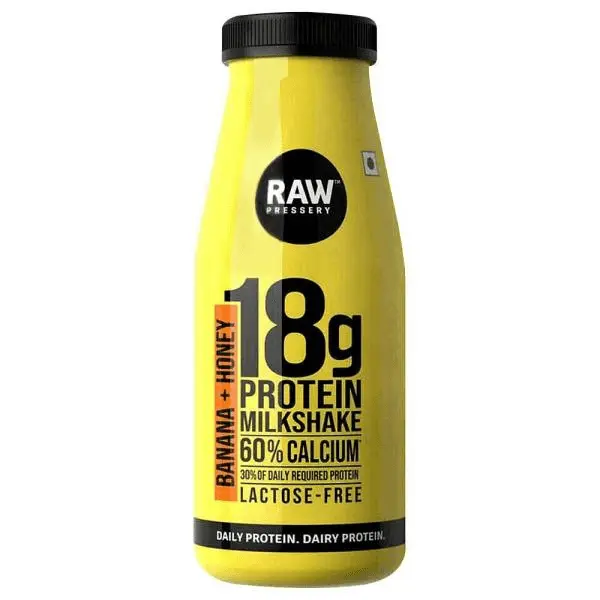 RAW™
PRESSERY
18g
BANANA + HONEY
PROTEIN
MILKSHAKE
60% CALCIUM*
30% OF DAILY REQUIRED PROTEIN
LACTOSE-FREE
DAILY PROTEIN. DAIRY PROTEIN.